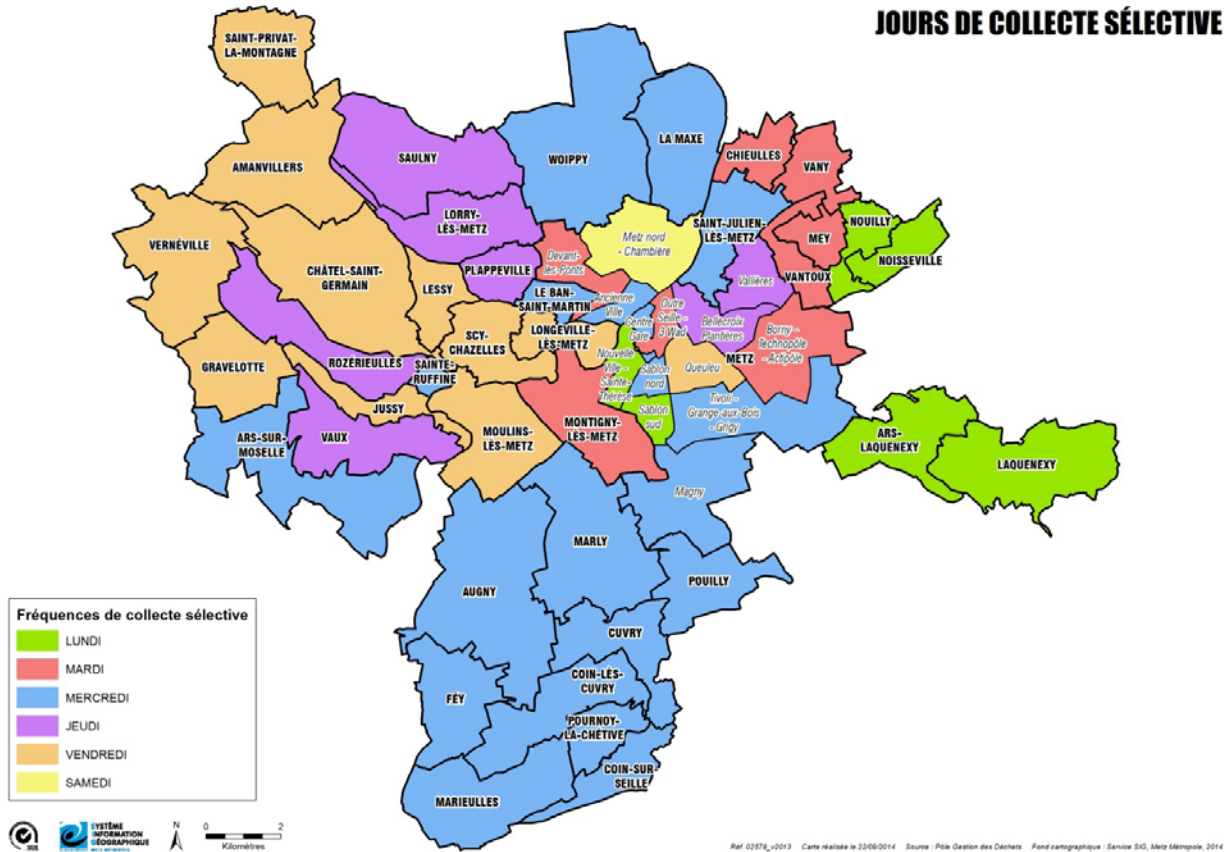 JOURS DE COLLECTE SÉLECTIVE
SAINT-PRIVAT-
LA-MONTAGNE
AMANVILLERS
SAULNY
WOIPPY
LA MAXE
CHIEULLES
VANY
LORRY-
LÈS-METZ
VERNÉVILLE
CHÂTEL-SAINT-
GERMAIN
LESSY
PLAPPEVILLE
Devant-
les-Ponts
Metz nord
- Chambière
SAINT-JULIEN-
LÈS-METZ
MEY
NOUILLY
NOISSEVILLE
VANTOUX
Vallières
LE BAN-
SAINT-MARTIN
Ancienne
Ville
Outre
Seille -
3 Wad
Centre
Gare
Bellecroix
Plantières
METZ
Borny -
Technopôle
- Actipôle
SCY-
CHAZELLES
LONGEVILLE-
LÈS-METZ
Nouvelle
Ville -
Sainte-
Thérèse
Sablon
nord
Queuleu
GRAVELOTTE
ROZÉRIEULLES
SAINTE-
RUFFINE
JUSSY
Sablon
sud
Tivoli -
Grange-aux-Bois
- Grigy
ARS-SUR-
MOSELLE
VAUX
MOULINS-
LÈS-METZ
MONTIGNY-
LÈS-METZ
ARS-
LAQUENEXY
LAQUENEXY
Magny
MARLY
AUGNY
POUILLY
CUVRY
COIN-LÈS-
CUVRY
FÉY
POURNOY-
LA-CHÉTIVE
COIN-SUR-
SEILLE
MARIEULLES
Fréquences de collecte sélective
LUNDI
MARDI
MERCREDI
JEUDI
VENDREDI
SAMEDI
SGS
SYSTÈME
INFORMATION
GÉOGRAPHIQUE
METZ MÉTROPOLE
N
0 2
Kilomètres
Réf. 02579_v2013 Carte réalisée le 22/09/2014 Source : Pôle Gestion des Déchets Fond cartographique : Service SIG, Metz Métropole, 2014